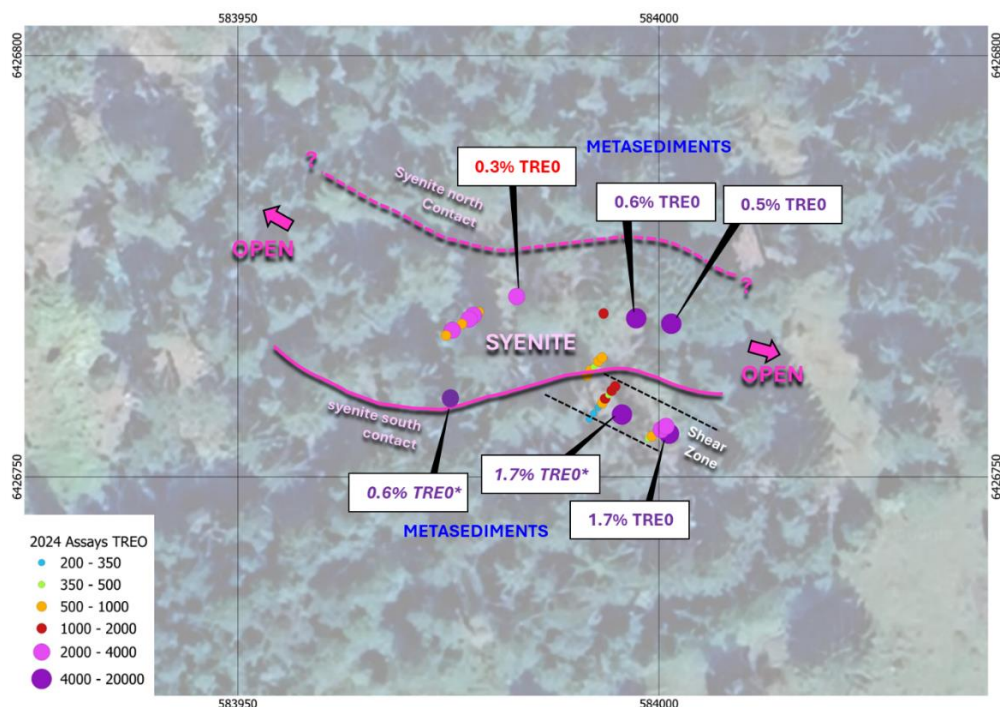 583950
584000
6426800
6426800
METASEDIMENTS
0.3% TRE0
?
Syenite north
Contact
0.6% TRE0
0.5% TRE0
OPEN
?
SYENITE
OPEN
syenite south
contact
Shear
Zone
1.7% TRE0*
0.6% TRE0*
6426750
6426750
1.7% TRE0
METASEDIMENTS
2024 Assays TREO
200 - 350
350 - 500
500 - 1000
1000 - 2000
2000 - 4000
4000 - 20000
583950
584000